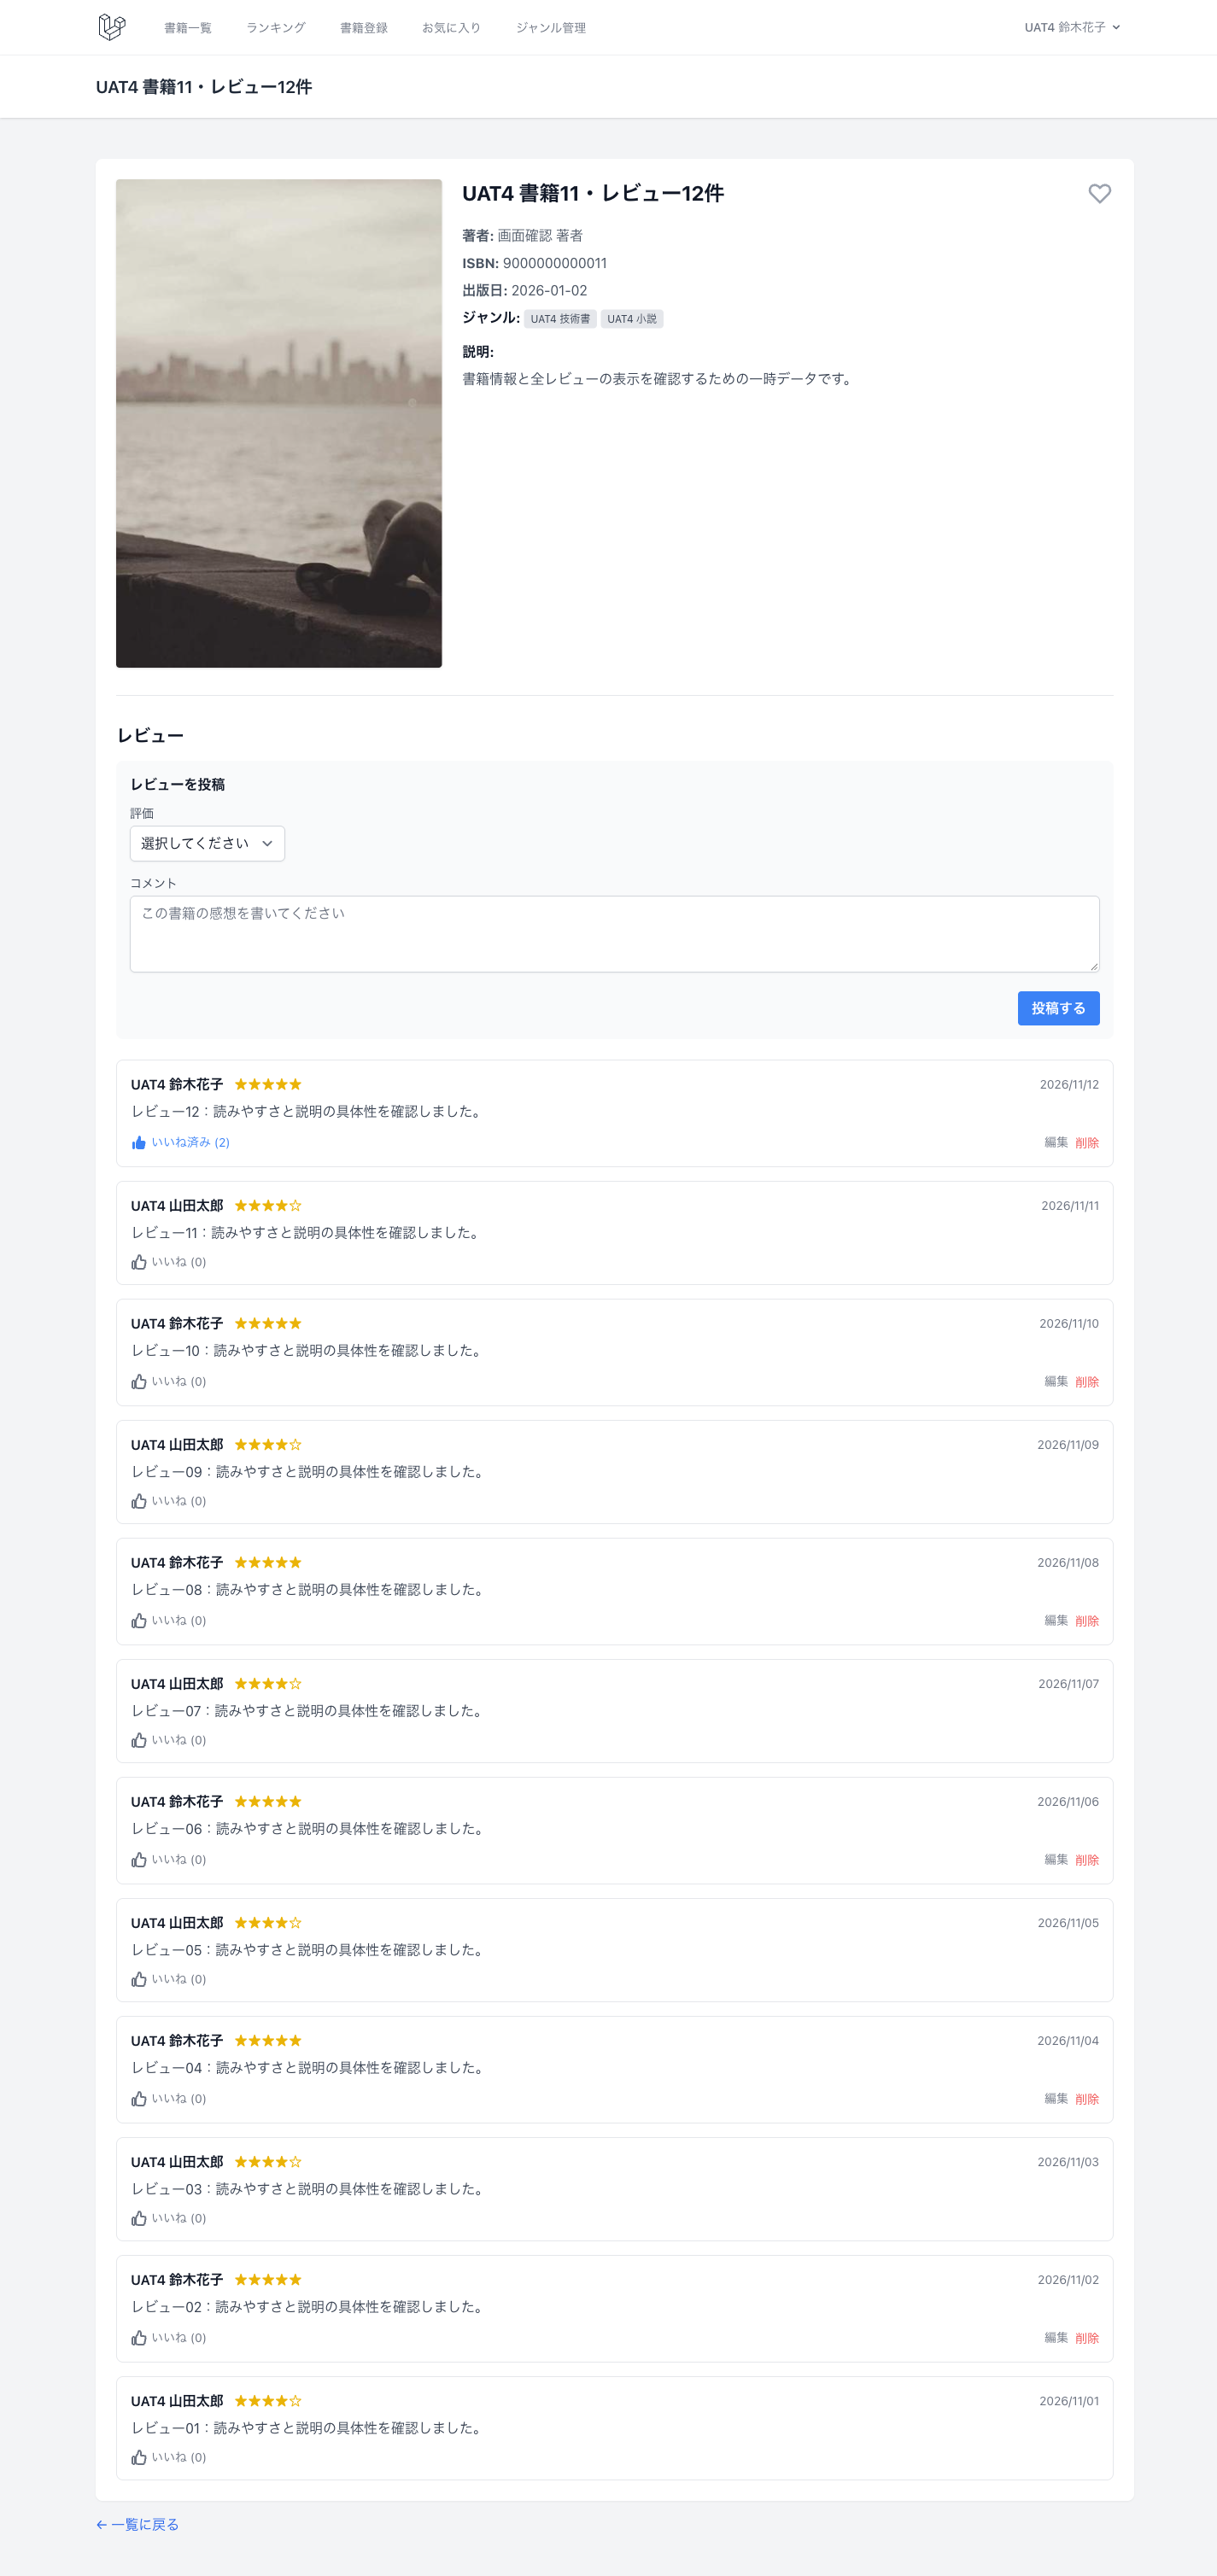 書籍一覧 ランキング 書籍登録 お気に入り ジャンル管理 UAT4 鈴木花子
UAT4 書籍11・レビュー12件
UAT4 書籍11・レビュー12件
著者: 画面確認 著者
ISBN: 9000000000011
出版日: 2026-01-02
ジャンル: UAT4 技術書 UAT4 小説
説明:
書籍情報と全レビューの表示を確認するための一時データです。
レビュー
レビューを投稿
評価
選択してください
コメント
この書籍の感想を書いてください
投稿する
UAT4 鈴木花子 ★★★★★ 2026/11/12
レビュー12：読みやすさと説明の具体性を確認しました。
いいね済み (2) 編集 削除
UAT4 山田太郎 ★★★★☆ 2026/11/11
レビュー11：読みやすさと説明の具体性を確認しました。
いいね (0)
UAT4 鈴木花子 ★★★★★ 2026/11/10
レビュー10：読みやすさと説明の具体性を確認しました。
いいね (0) 編集 削除
UAT4 山田太郎 ★★★★☆ 2026/11/09
レビュー09：読みやすさと説明の具体性を確認しました。
いいね (0)
UAT4 鈴木花子 ★★★★★ 2026/11/08
レビュー08：読みやすさと説明の具体性を確認しました。
いいね (0) 編集 削除
UAT4 山田太郎 ★★★★☆ 2026/11/07
レビュー07：読みやすさと説明の具体性を確認しました。
いいね (0)
UAT4 鈴木花子 ★★★★★ 2026/11/06
レビュー06：読みやすさと説明の具体性を確認しました。
いいね (0) 編集 削除
UAT4 山田太郎 ★★★★☆ 2026/11/05
レビュー05：読みやすさと説明の具体性を確認しました。
いいね (0)
UAT4 鈴木花子 ★★★★★ 2026/11/04
レビュー04：読みやすさと説明の具体性を確認しました。
いいね (0) 編集 削除
UAT4 山田太郎 ★★★★☆ 2026/11/03
レビュー03：読みやすさと説明の具体性を確認しました。
いいね (0)
UAT4 鈴木花子 ★★★★★ 2026/11/02
レビュー02：読みやすさと説明の具体性を確認しました。
いいね (0) 編集 削除
UAT4 山田太郎 ★★★★☆ 2026/11/01
レビュー01：読みやすさと説明の具体性を確認しました。
いいね (0)
← 一覧に戻る